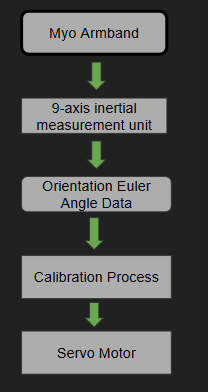 Myo Armband
9-axis inertial
measurement unit
Orientation Euler
Angle Data
Calibration Process
Servo Motor